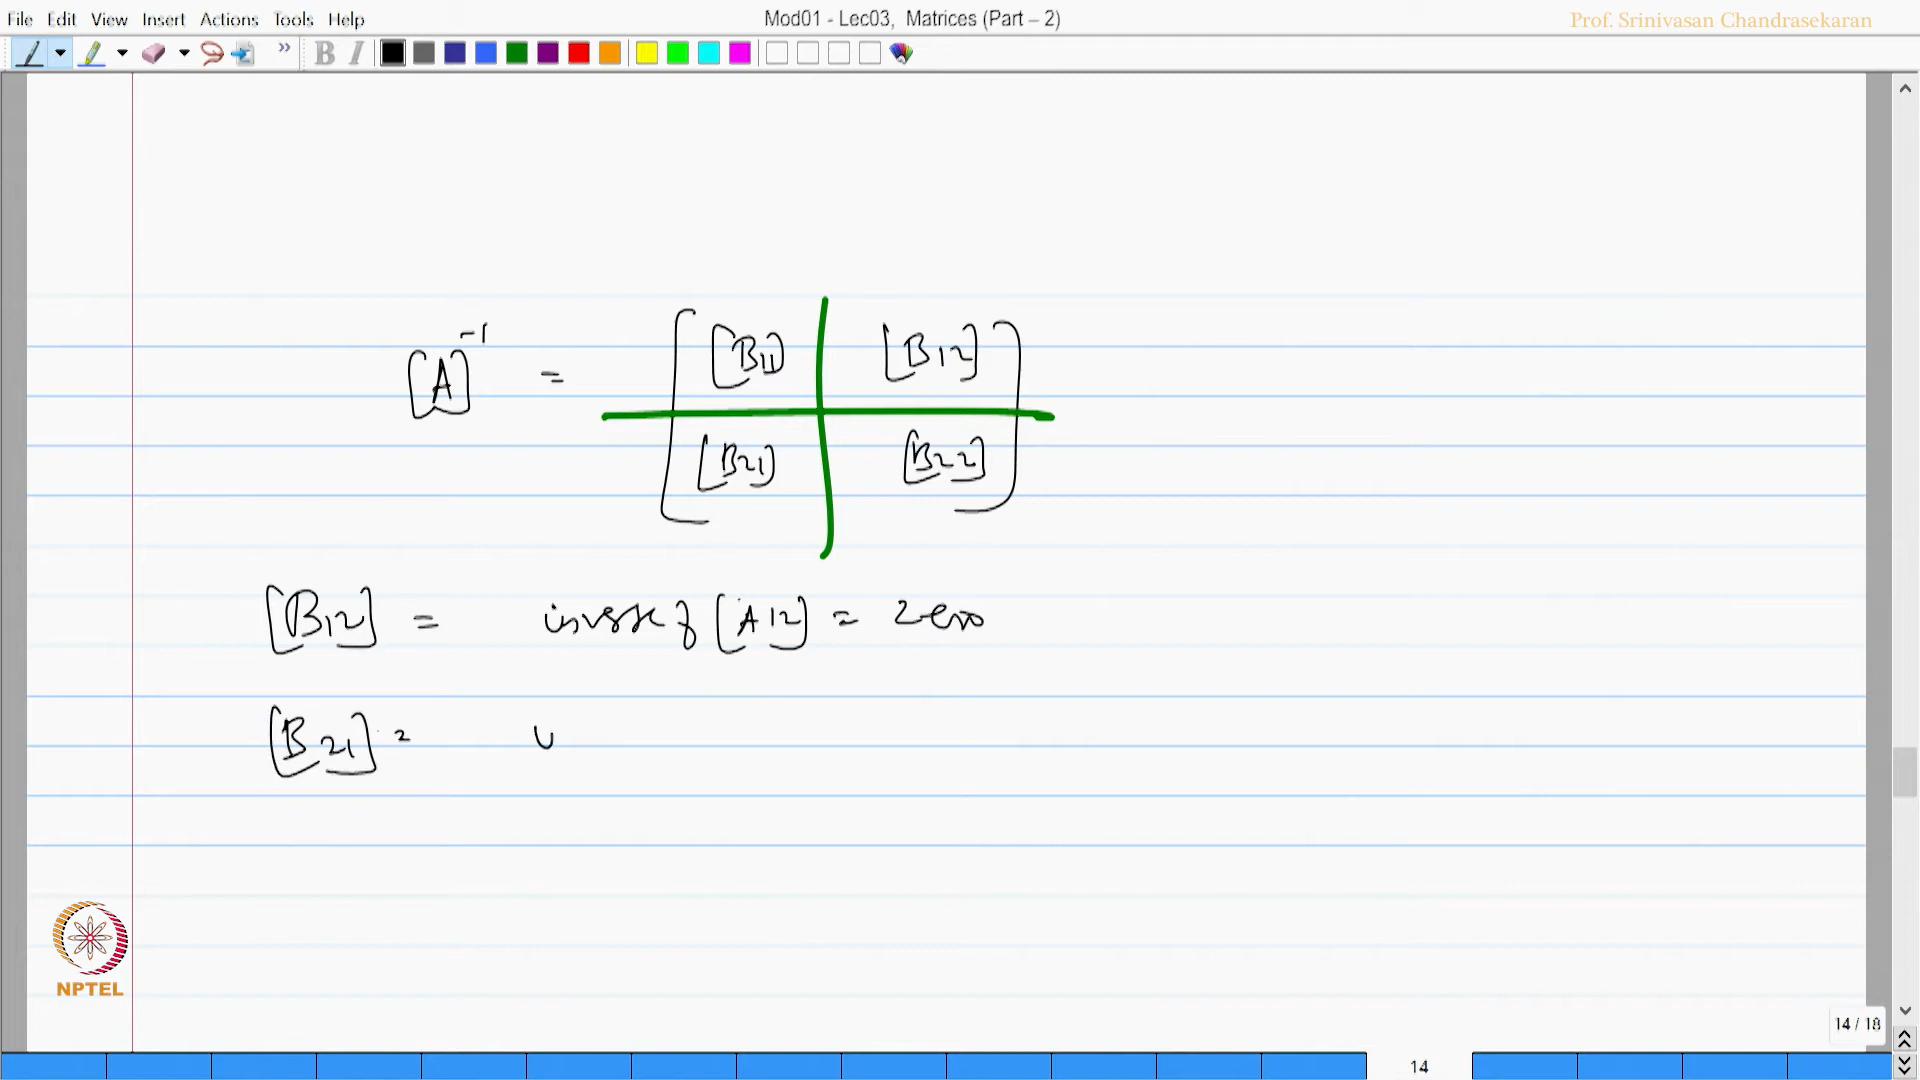 File Edit View Insert Actions Tools Help
Mod01 - Lec03, Matrices (Part – 2)
Prof. Srinivasan Chandrasekaran
B I
[A]⁻¹ = [[B11] [B12]
[B21] [B22]]
[B12] = inverse of [A12] = zero
[B21] =
NPTEL
14 / 18
14